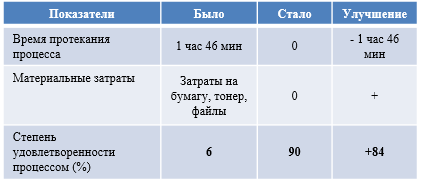 Показатели Было Стало Улучшение
Время протекания процесса 1 час 46 мин 0 - 1 час 46 мин
Материальные затраты Затраты на бумагу, тонер, файлы 0 +
Степень удовлетворенности процессом (%) 6 90 +84